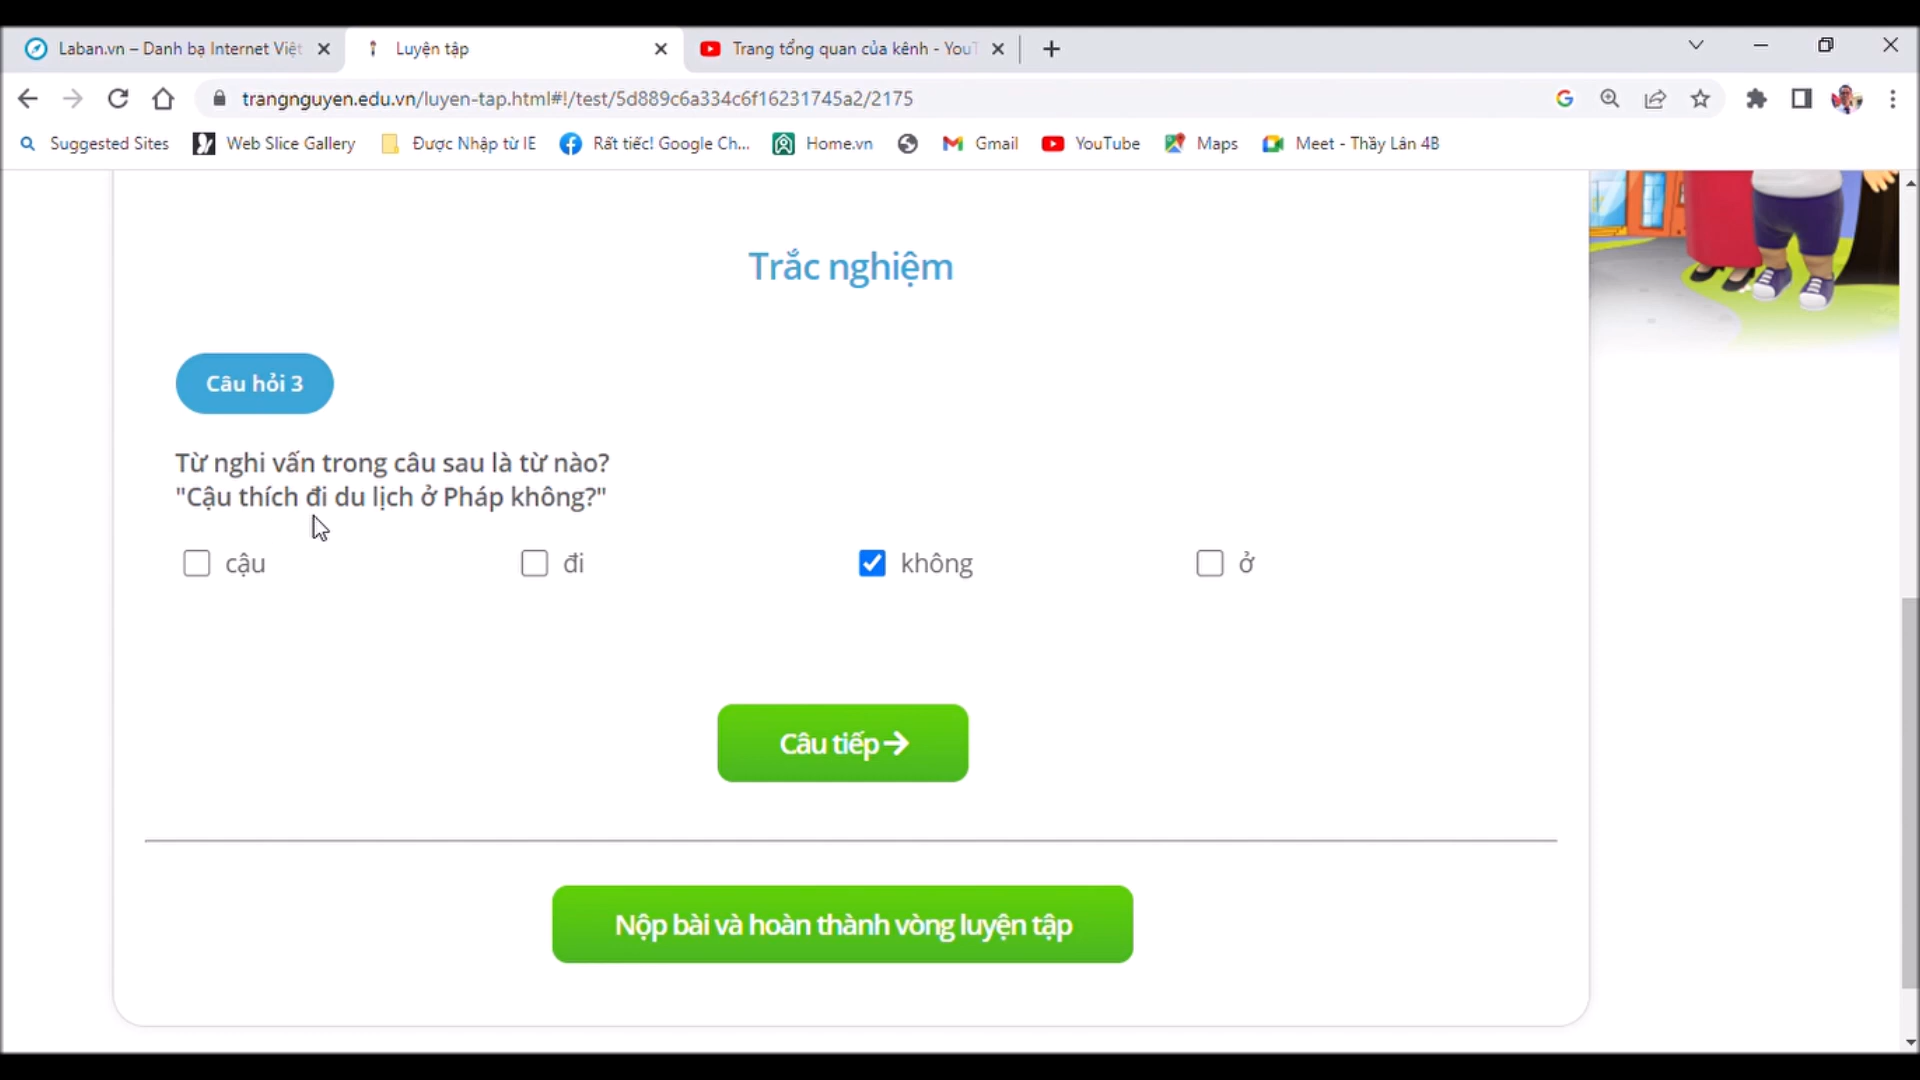 Laban.vn – Danh bạ Internet Việt
Luyện tập
Trang tổng quan của kênh - YouT
trangnguyen.edu.vn/luyen-tap.html#!/test/5d889c6a334c6f16231745a2/2175
Suggested Sites
Web Slice Gallery
Được Nhập từ IE
Rất tiếc! Google Ch...
Home.vn
Gmail
YouTube
Maps
Meet - Thầy Lân 4B
Trắc nghiệm
Câu hỏi 3
Từ nghi vấn trong câu sau là từ nào?
"Cậu thích đi du lịch ở Pháp không?"
cậu
đi
không
ở
Câu tiếp
Nộp bài và hoàn thành vòng luyện tập